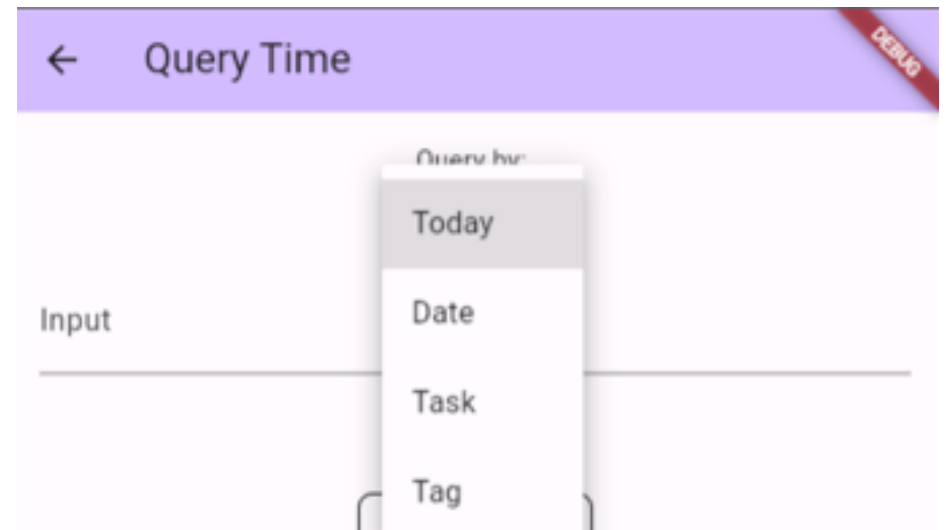 Query Time
DEBUG
Query by:
Today
Date
Input
Task
Tag